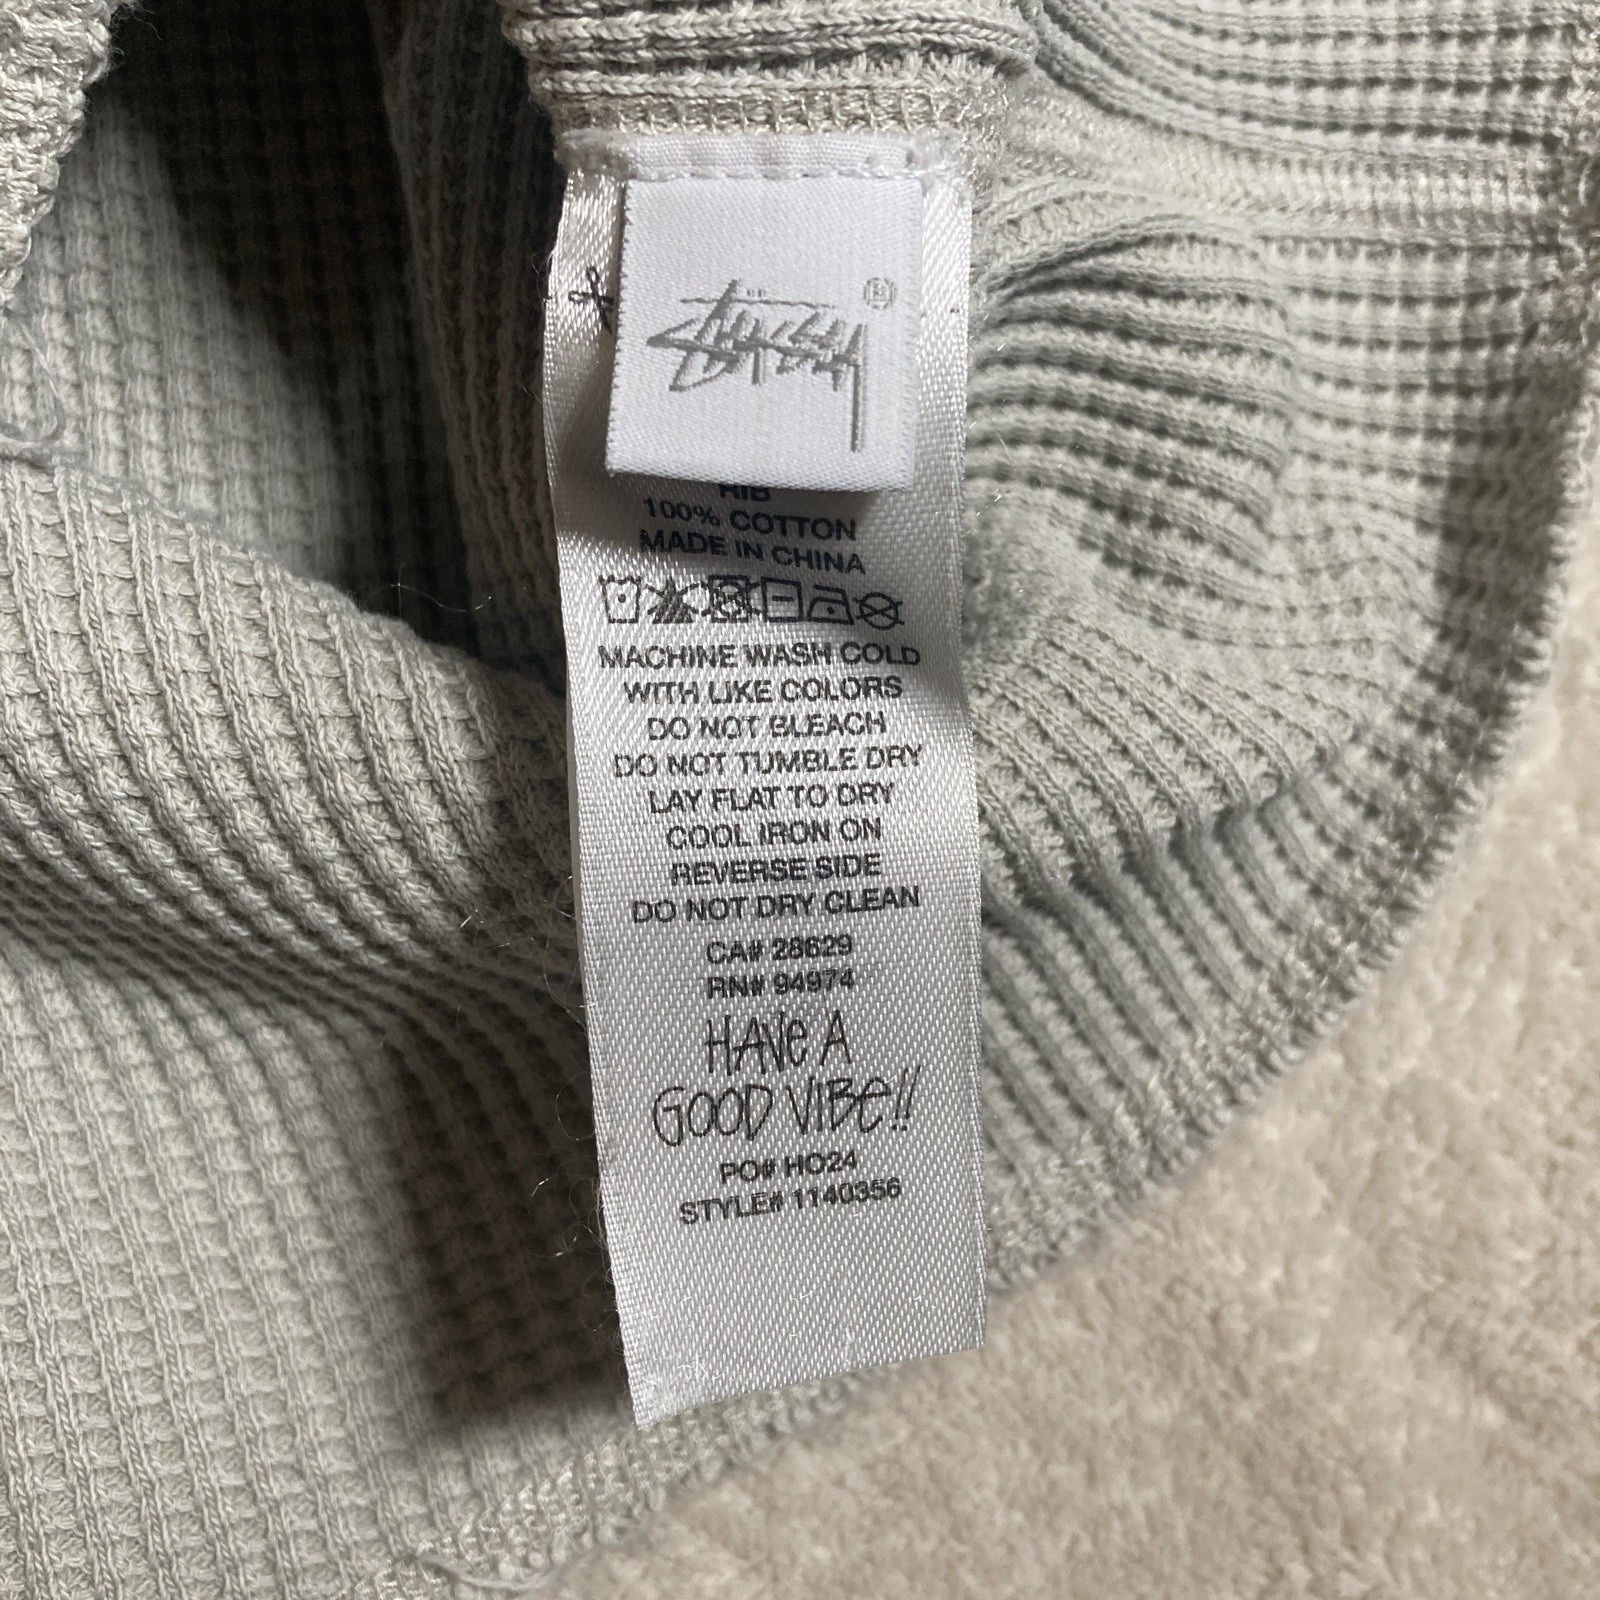 Stüssy ®
RIB
100% COTTON
MADE IN CHINA
MACHINE WASH COLD
WITH LIKE COLORS
DO NOT BLEACH
DO NOT TUMBLE DRY
LAY FLAT TO DRY
COOL IRON ON
REVERSE SIDE
DO NOT DRY CLEAN
CA# 28629
RN# 94974
HAVe A
GOOD VIBe!!
PO# HO24
STYLE# 1140356